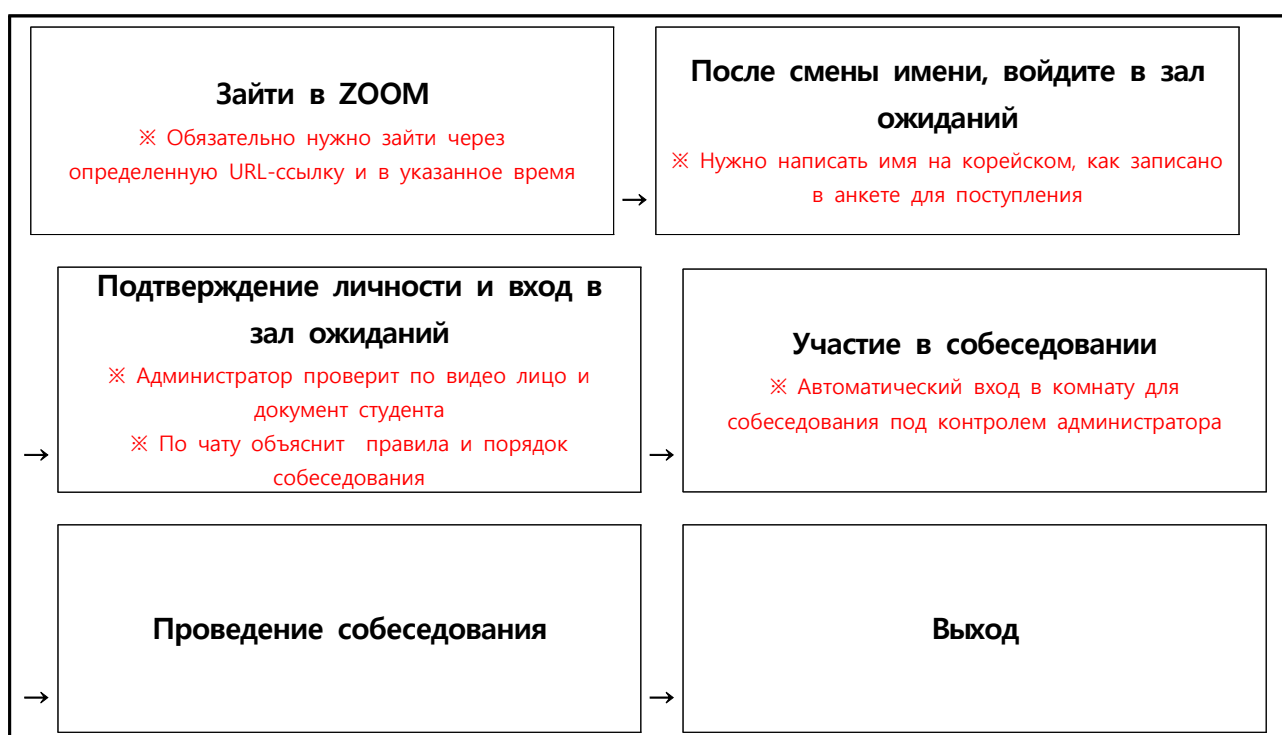 Зайти в ZOOM
※ Обязательно нужно зайти через
определенную URL-ссылку и в указанное время
→
После смены имени, войдите в зал
ожиданий
※ Нужно написать имя на корейском, как записано
в анкете для поступления
→
Подтверждение личности и вход в
зал ожиданий
※ Администратор проверит по видео лицо и
документ студента
※ По чату объяснит правила и порядок
собеседования
→
Участие в собеседовании
※ Автоматический вход в комнату для
собеседования под контролем администратора
→
Проведение собеседования
→
Выход